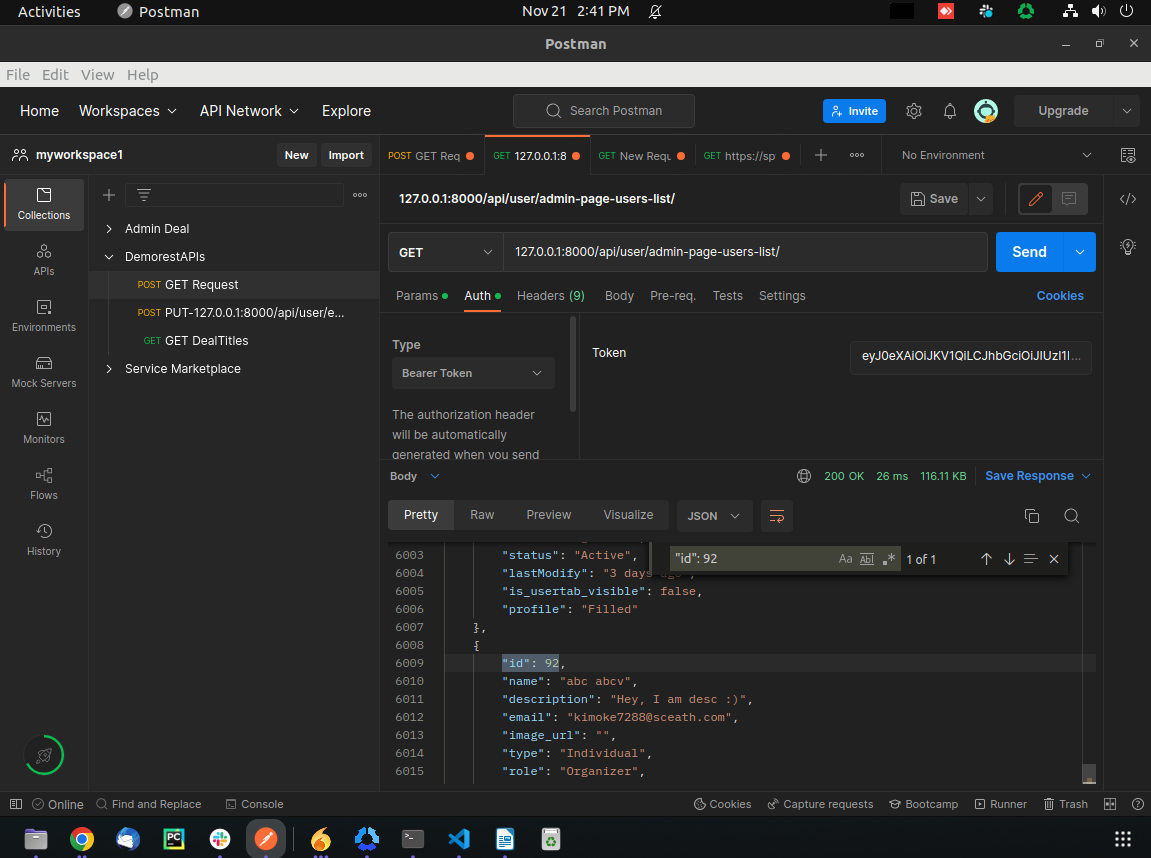 Activities Postman Nov 21 2:41 PM
Postman
File Edit View Help
Home Workspaces API Network Explore Search Postman Invite Upgrade
myworkspace1 New Import
POST GET Req GET 127.0.0.1:8 GET New Requ GET https://sp No Environment
Collections
APIs
Environments
Mock Servers
Monitors
Flows
History
Admin Deal
DemorestAPIs
POST GET Request
POST PUT-127.0.0.1:8000/api/user/e...
GET GET DealTitles
Service Marketplace
127.0.0.1:8000/api/user/admin-page-users-list/ Save
GET 127.0.0.1:8000/api/user/admin-page-users-list/ Send
Params Auth Headers (9) Body Pre-req. Tests Settings Cookies
Type
Bearer Token
The authorization header
will be automatically
generated when you send
Token eyJ0eXAiOiJKV1QiLCJhbGciOiJIUzI1I...
Body 200 OK 26 ms 116.11 KB Save Response
Pretty Raw Preview Visualize JSON
"id": 92 Aa Abl .* 1 of 1
6003 "status": "Active",
6004 "lastModify": "3 days ago",
6005 "is_usertab_visible": false,
6006 "profile": "Filled"
6007 },
6008 {
6009 "id": 92,
6010 "name": "abc abcv",
6011 "description": "Hey, I am desc :)",
6012 "email": "kimoke7288@sceath.com",
6013 "image_url": "",
6014 "type": "Individual",
6015 "role": "Organizer",
Online Find and Replace Console Cookies Capture requests Bootcamp Runner Trash
PC